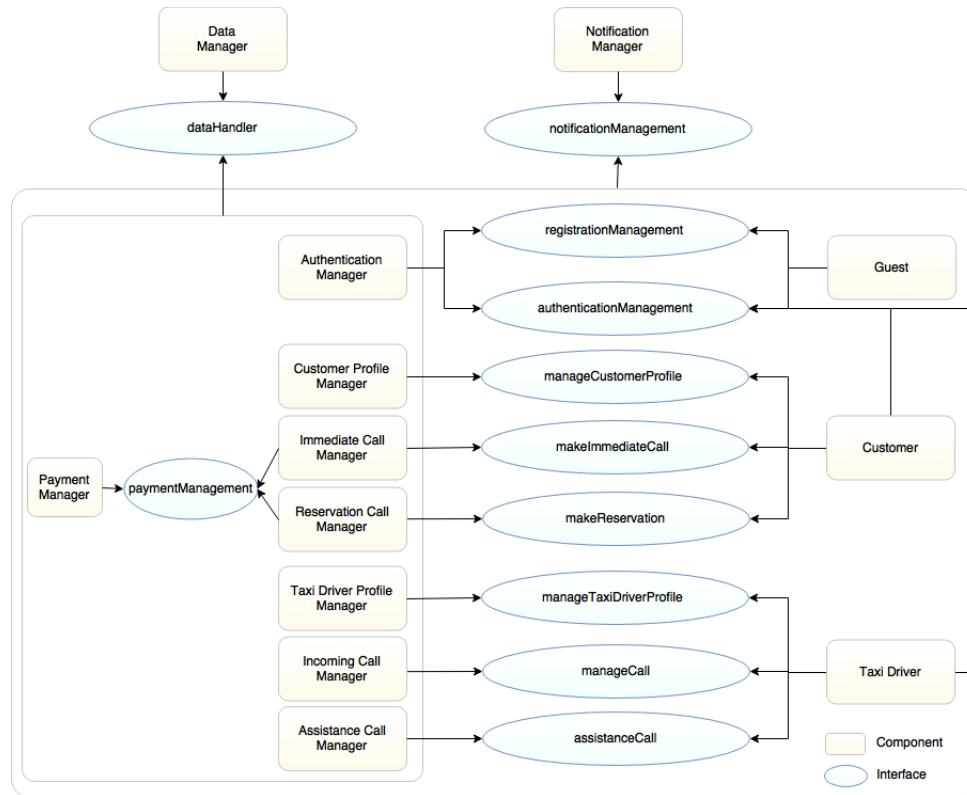 Data
Manager
Notification
Manager
dataHandler
notificationManagement
registrationManagement
Authentication
Manager
Guest
authenticationManagement
Customer Profile
Manager
manageCustomerProfile
Immediate Call
Manager
makeImmediateCall
Customer
Payment
Manager
paymentManagement
Reservation Call
Manager
makeReservation
Taxi Driver Profile
Manager
manageTaxiDriverProfile
Incoming Call
Manager
manageCall
Taxi Driver
Assistance Call
Manager
assistanceCall
Component
Interface